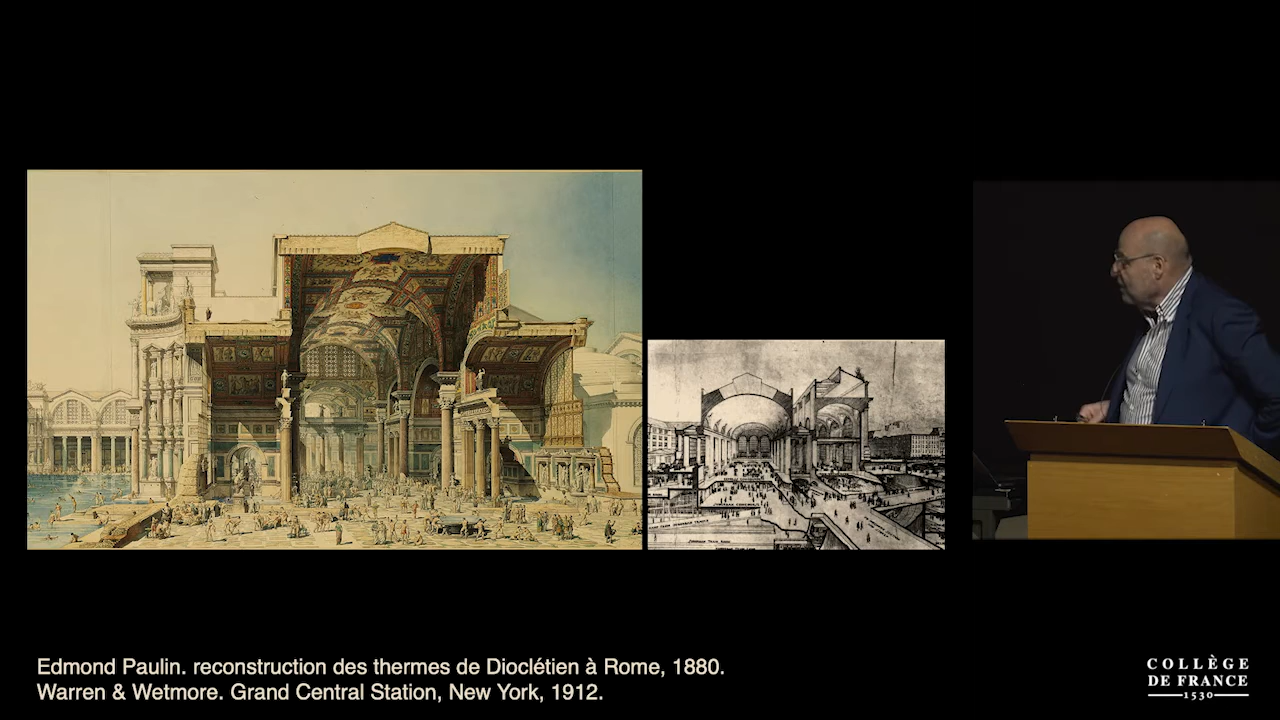 Edmond Paulin. reconstruction des thermes de Dioclétien à Rome, 1880.
Warren & Wetmore. Grand Central Station, New York, 1912.
COLLÈGE
DE FRANCE
1530